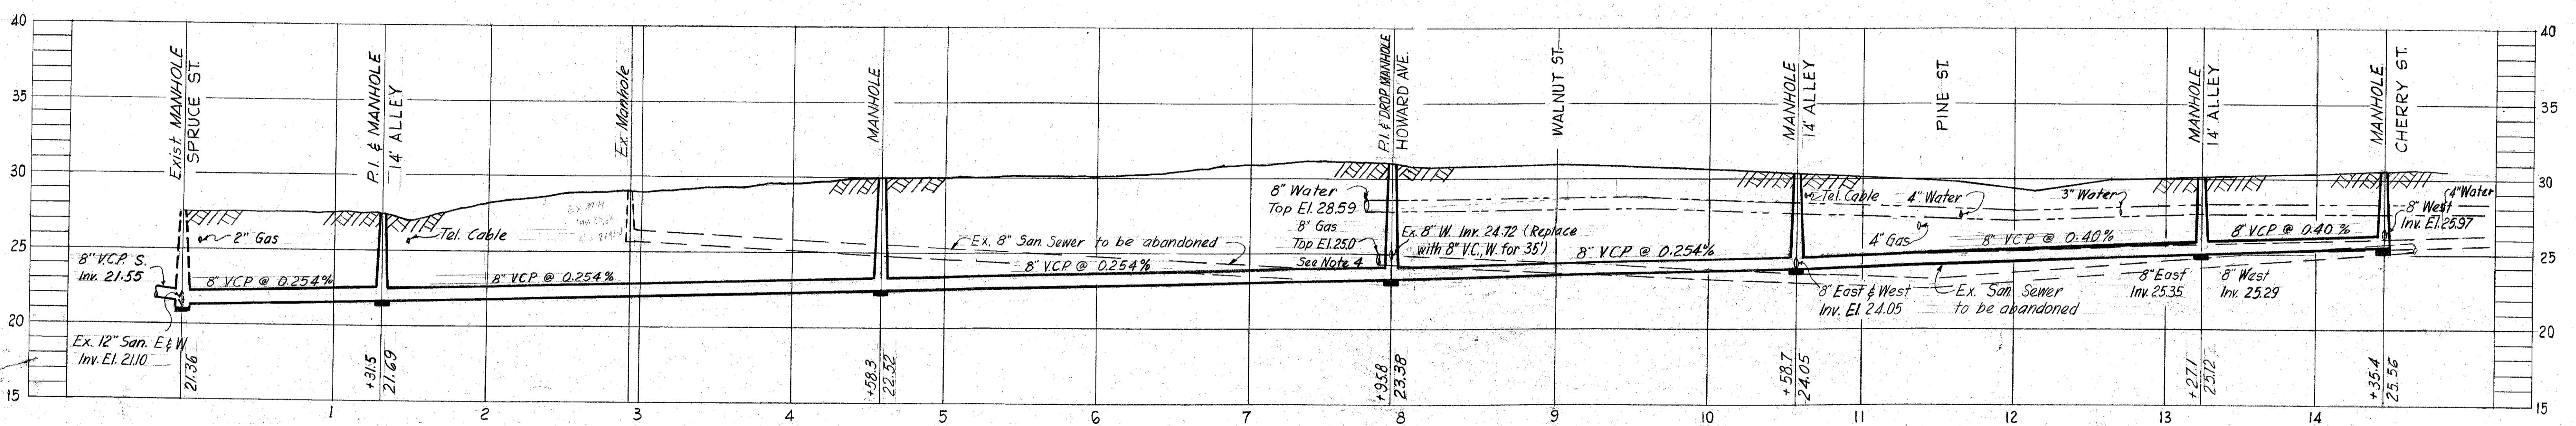 40
35
30
25
20
15
Exist. MANHOLE
SPRUCE ST.
P.I. & MANHOLE
14' ALLEY
Ex. Manhole
MANHOLE
P.I. & DROP MANHOLE
HOWARD AVE.
WALNUT ST.
MANHOLE
14' ALLEY
PINE ST.
MANHOLE
14' ALLEY
MANHOLE
CHERRY ST.
40
35
30
25
20
15
2" Gas
Tel. Cable
8" V.C.P. S.
Inv. 21.55
8" VCP @ 0.254%
8" VCP @ 0.254%
Ex. M.H.
Ex. 8" San. Sewer to be abandoned
8" V.C.P @ 0.254%
8" Water
Top El. 28.59
8" Gas
Top El. 25.0
See Note 4
Ex. 8" W. Inv. 24.72 (Replace
with 8" V.C., W. for 35')
8" VCP @ 0.254%
Tel. Cable
4" Water
3" Water
4" Gas
8" VCP @ 0.40%
8" VCP @ 0.40 %
4" Water
8" West
Inv. El. 25.97
8" East & West
Inv. El. 24.05
Ex. San. Sewer
to be abandoned
8" East
Inv. 25.35
8" West
Inv. 25.29
Ex. 12" San. E & W
Inv. El. 21.10
21.36
+31.5
21.69
+58.3
22.52
+95.8
23.38
+58.7
24.05
+27.1
25.12
+35.4
25.56
1 2 3 4 5 6 7 8 9 10 11 12 13 14